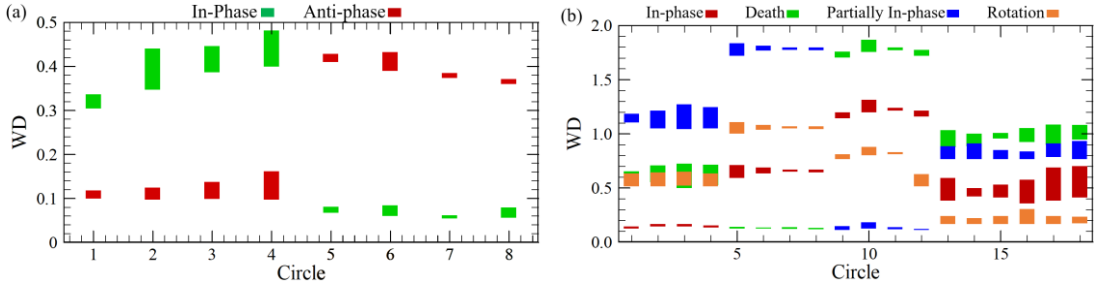 (a) In-Phase Anti-phase
0.5
0.4
0.3
0.2
0.1
0
WD
1 2 3 4 5 6 7 8
Circle
(b) In-phase Death Partially In-phase Rotation
2.0
1.5
1.0
0.5
0.0
WD
5 10 15
Circle